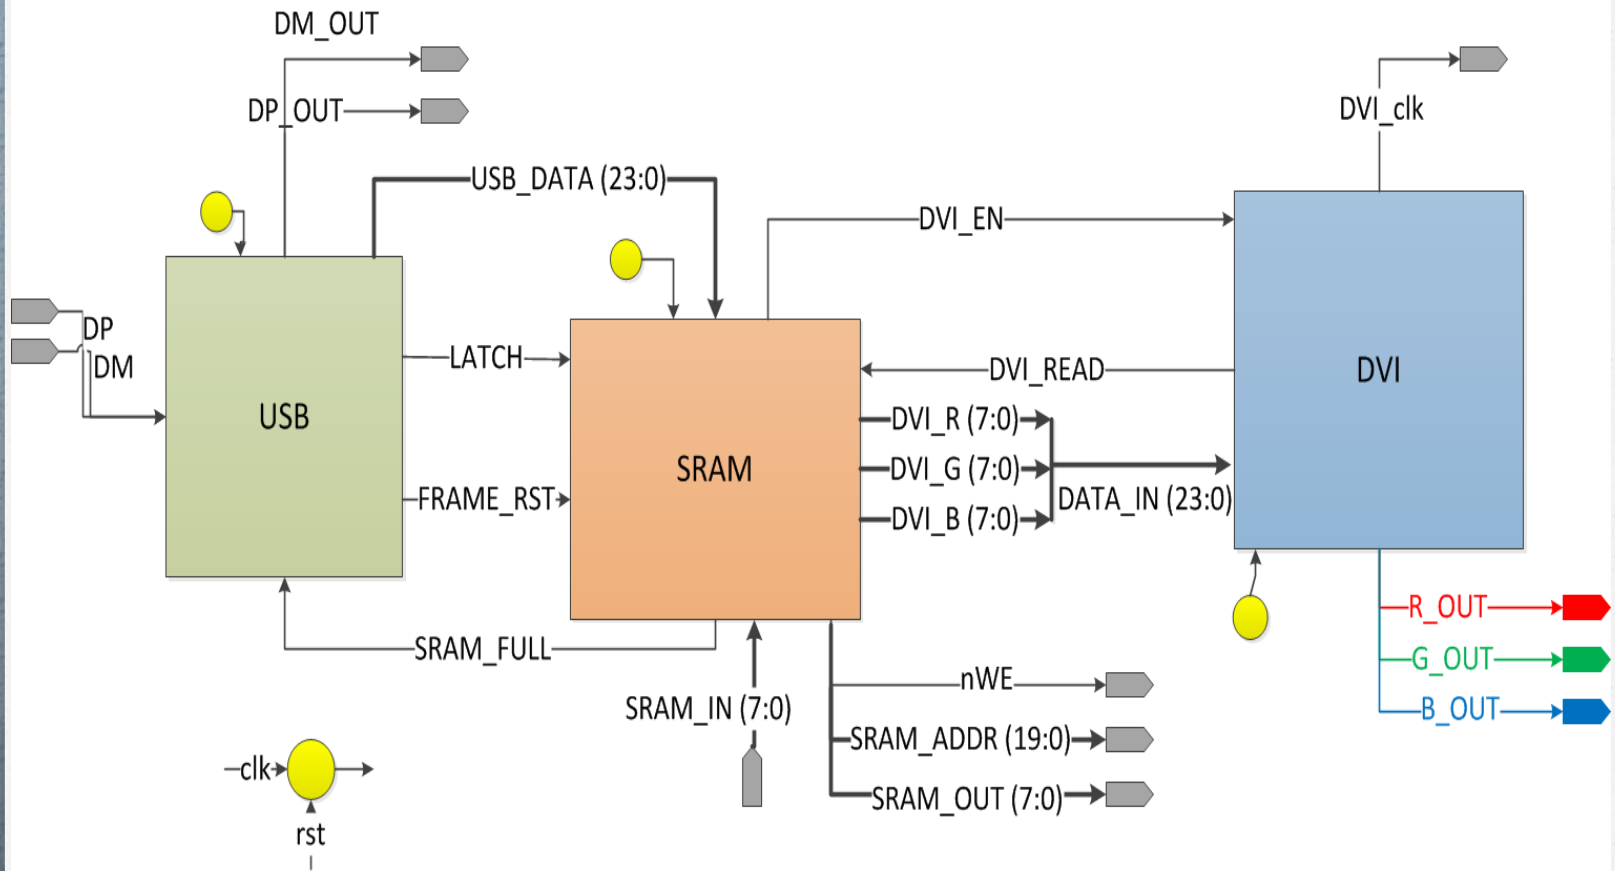 DM_OUT
DP_OUT
DVI_clk
USB_DATA (23:0)
DVI_EN
DP
DM
LATCH
DVI_READ
DVI
USB
DVI_R (7:0)
SRAM
DVI_G (7:0)
FRAME_RST
DATA_IN (23:0)
DVI_B (7:0)
R_OUT
SRAM_FULL
G_OUT
nWE
SRAM_IN (7:0)
B_OUT
SRAM_ADDR (19:0)
clk
SRAM_OUT (7:0)
rst